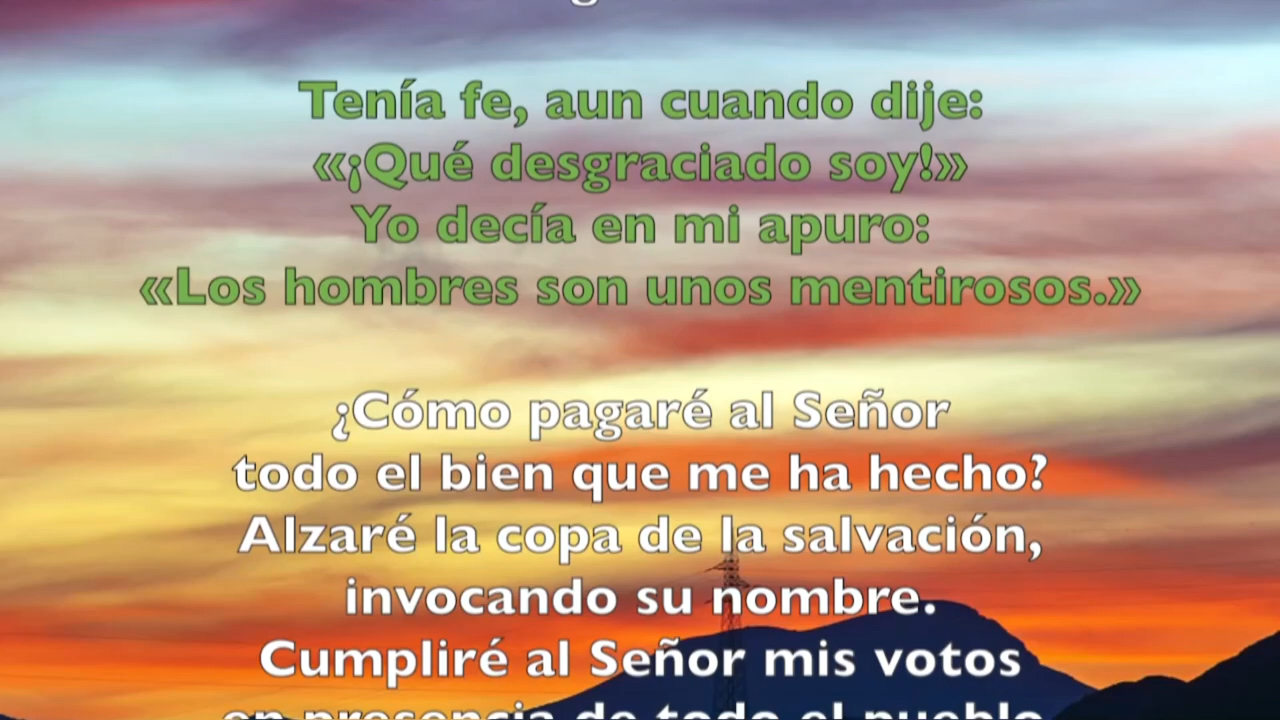 Tenía fe, aun cuando dije:
«¡Qué desgraciado soy!»
Yo decía en mi apuro:
«Los hombres son unos mentirosos.»
¿Cómo pagaré al Señor
todo el bien que me ha hecho?
Alzaré la copa de la salvación,
invocando su nombre.
Cumpliré al Señor mis votos
en presencia de todo el pueblo